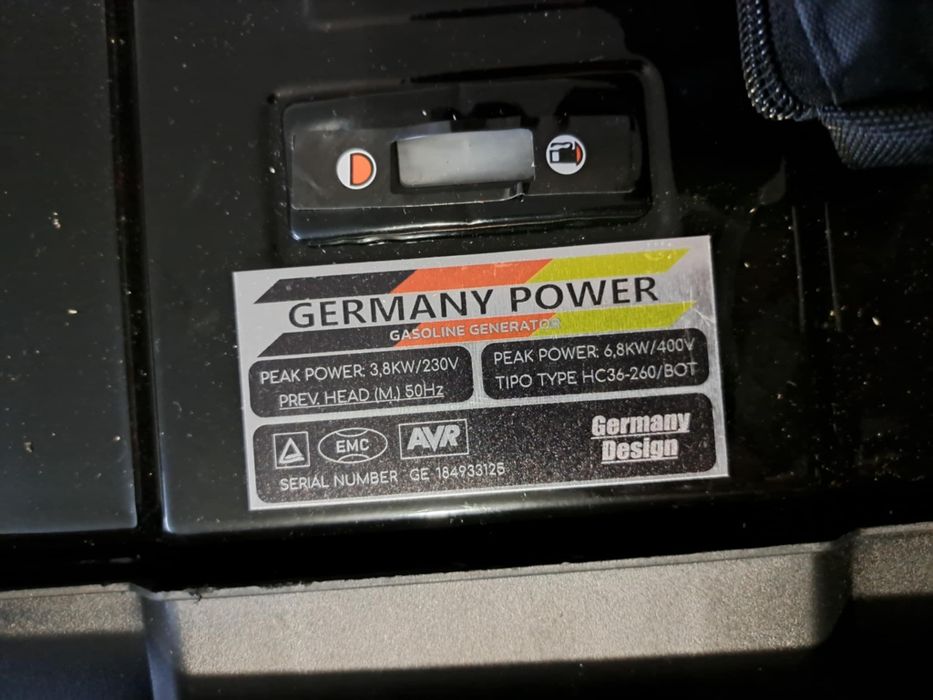 GERMANY POWER
GASOLINE GENERATOR
PEAK POWER: 3,8KW/230V
PREV. HEAD (M.) 50Hz
PEAK POWER: 6,8KW/400V
TIPO TYPE HC36-260/BOT
EMC
AVR
Germany
Design
SERIAL NUMBER GE 184933125